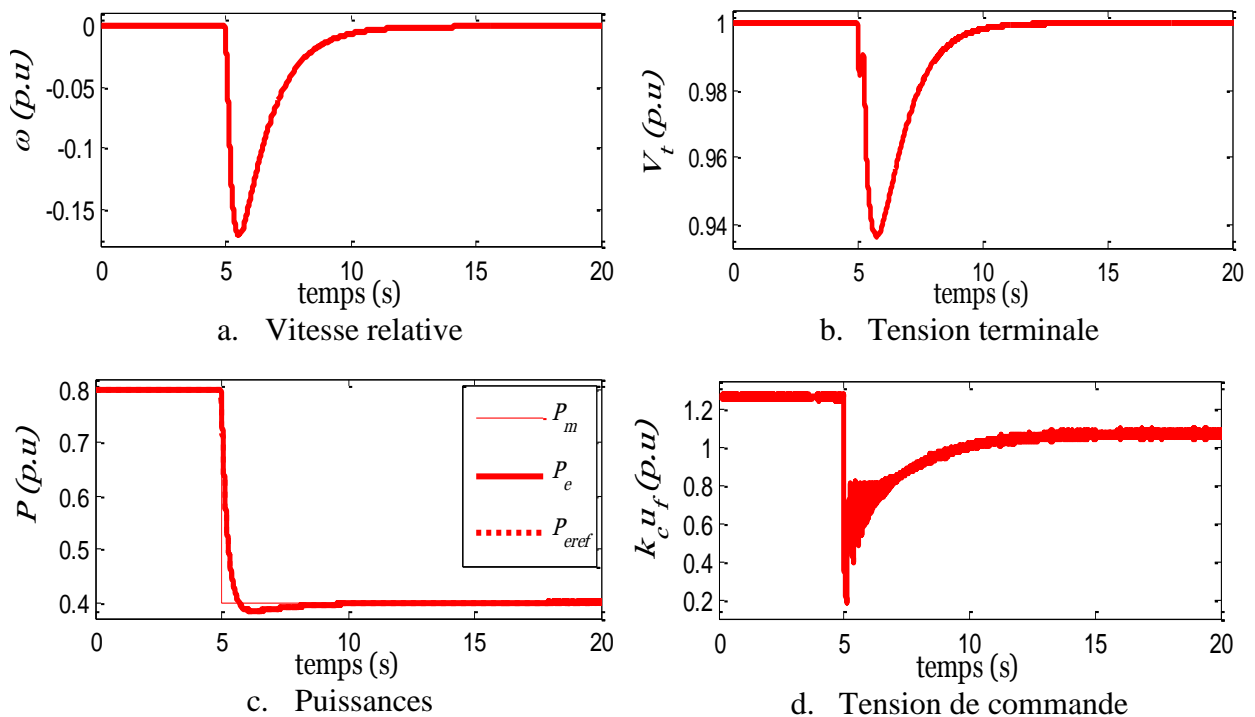 0
-0.05
-0.1
-0.15
ω (p.u)
0 5 10 15 20
temps (s)
a. Vitesse relative
1
0.98
0.96
0.94
V_t (p.u)
0 5 10 15 20
temps (s)
b. Tension terminale
0.8
0.7
0.6
0.5
0.4
P (p.u)
P_m
P_e
P_eref
0 5 10 15 20
temps (s)
c. Puissances
1.2
1
0.8
0.6
0.4
0.2
k_c u_f (p.u)
0 5 10 15 20
temps (s)
d. Tension de commande